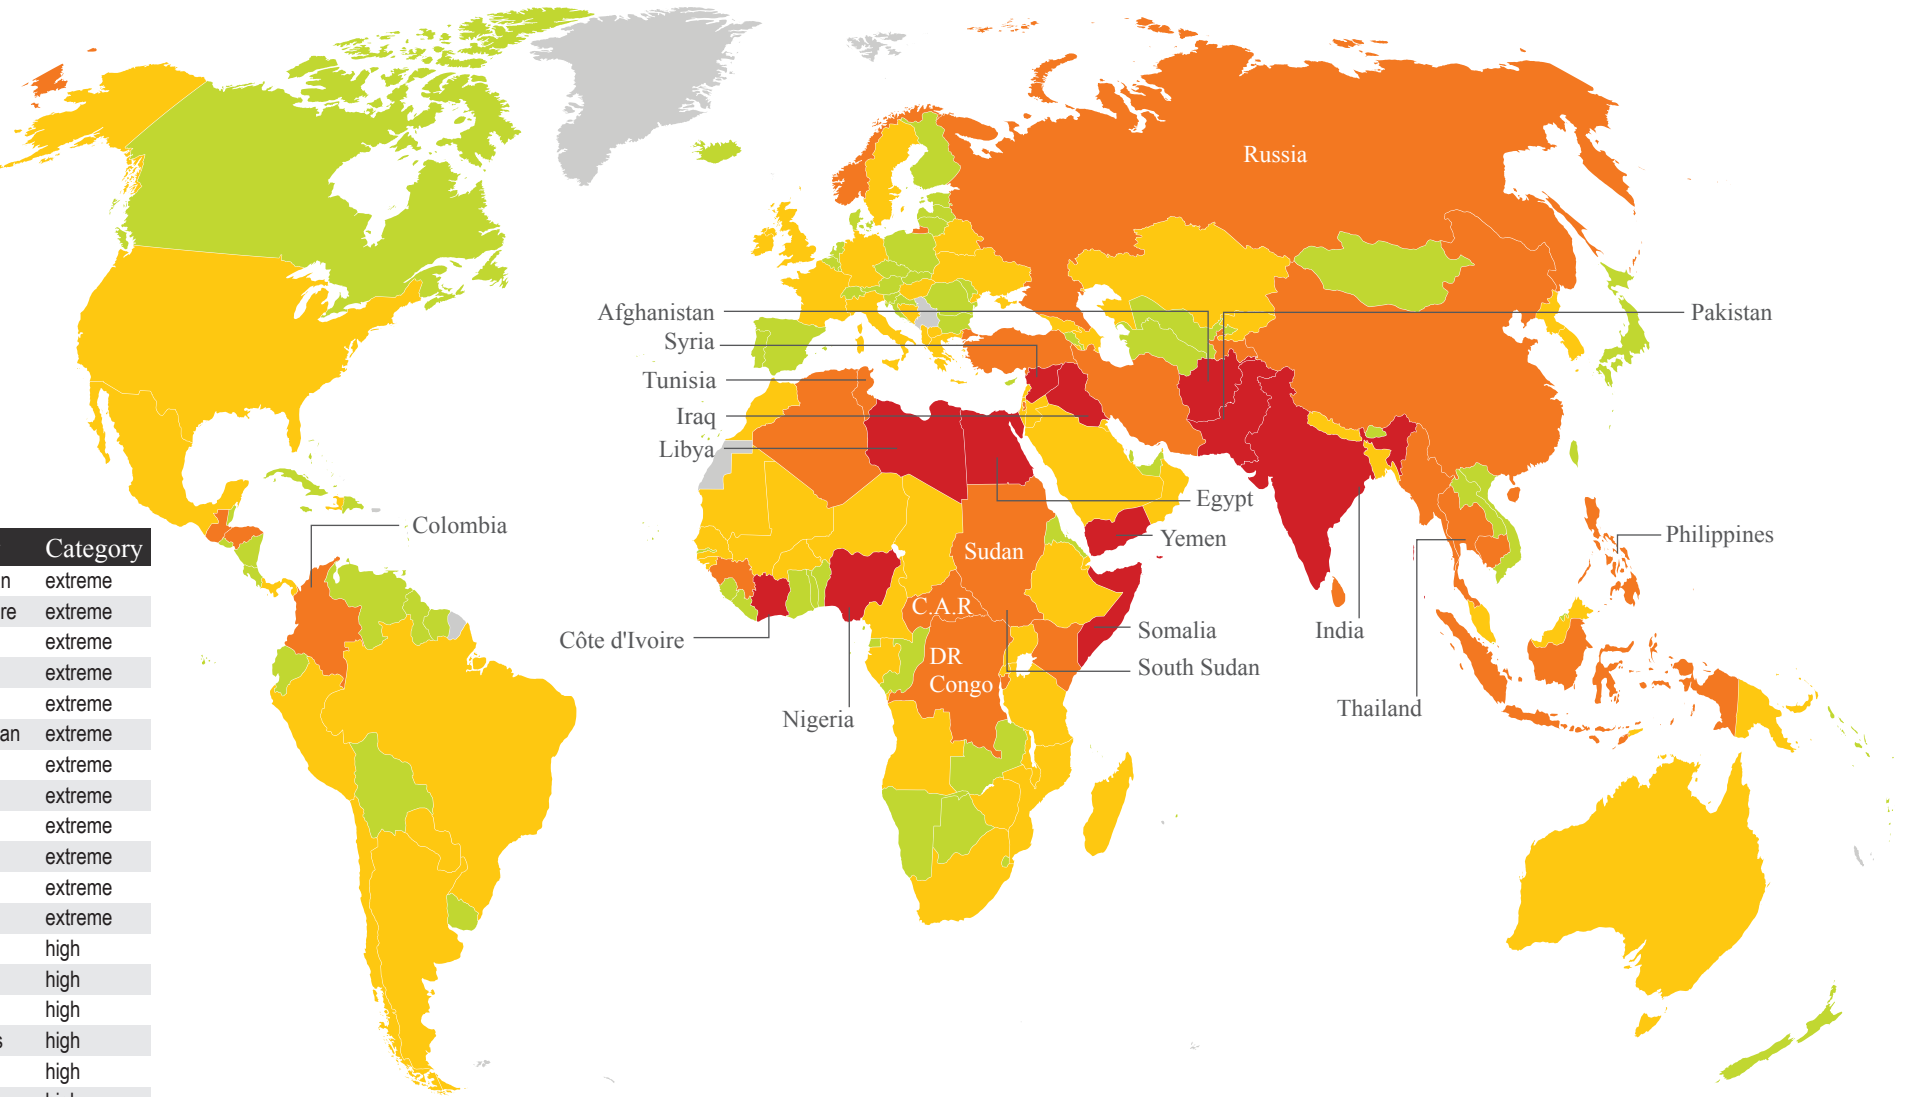 Russia
Afghanistan
Pakistan
Syria
Tunisia
Iraq
Libya
Egypt
Colombia
Yemen
Philippines
Sudan
C.A.R
Côte d'Ivoire
Somalia
India
DR
Congo
South Sudan
Nigeria
Thailand
Category
n extreme
re extreme
extreme
extreme
extreme
an extreme
extreme
extreme
extreme
extreme
extreme
extreme
high
high
high
s high
high